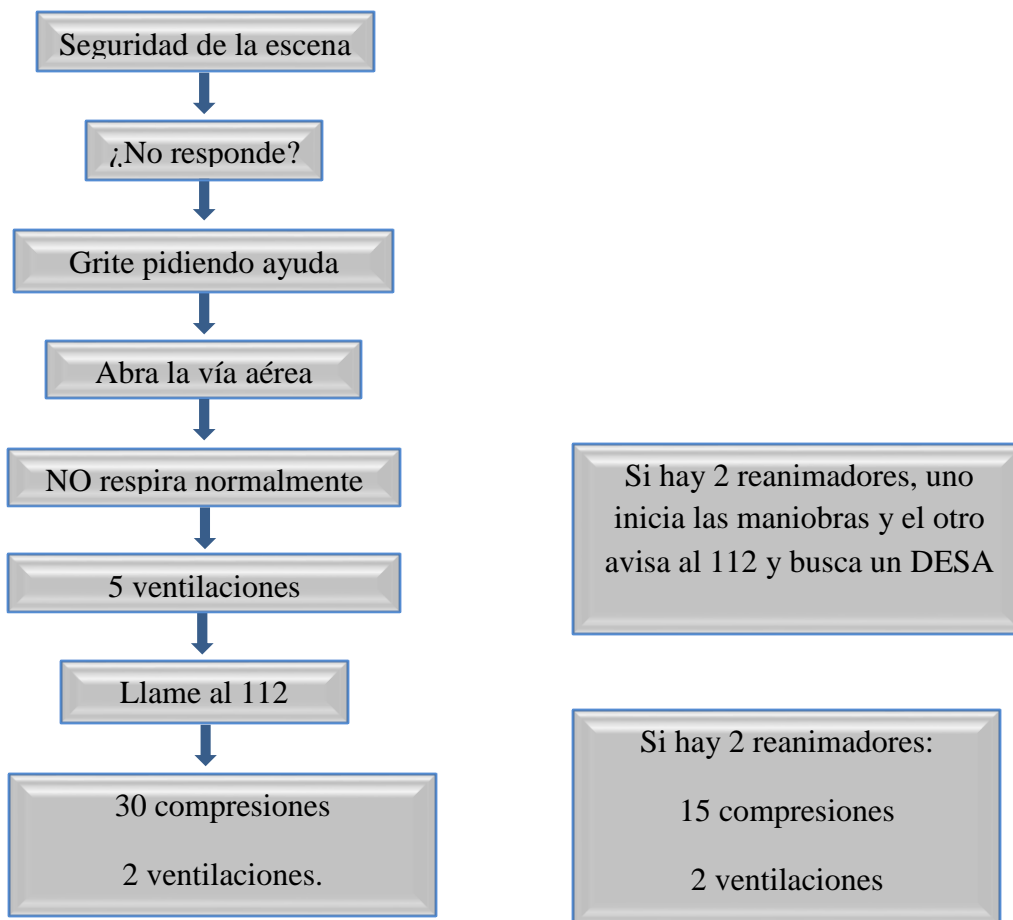 Seguridad de la escena
¿No responde?
Grite pidiendo ayuda
Abra la vía aérea
NO respira normalmente
5 ventilaciones
Llame al 112
30 compresiones
2 ventilaciones.
Si hay 2 reanimadores, uno
inicia las maniobras y el otro
avisa al 112 y busca un DESA
Si hay 2 reanimadores:
15 compresiones
2 ventilaciones